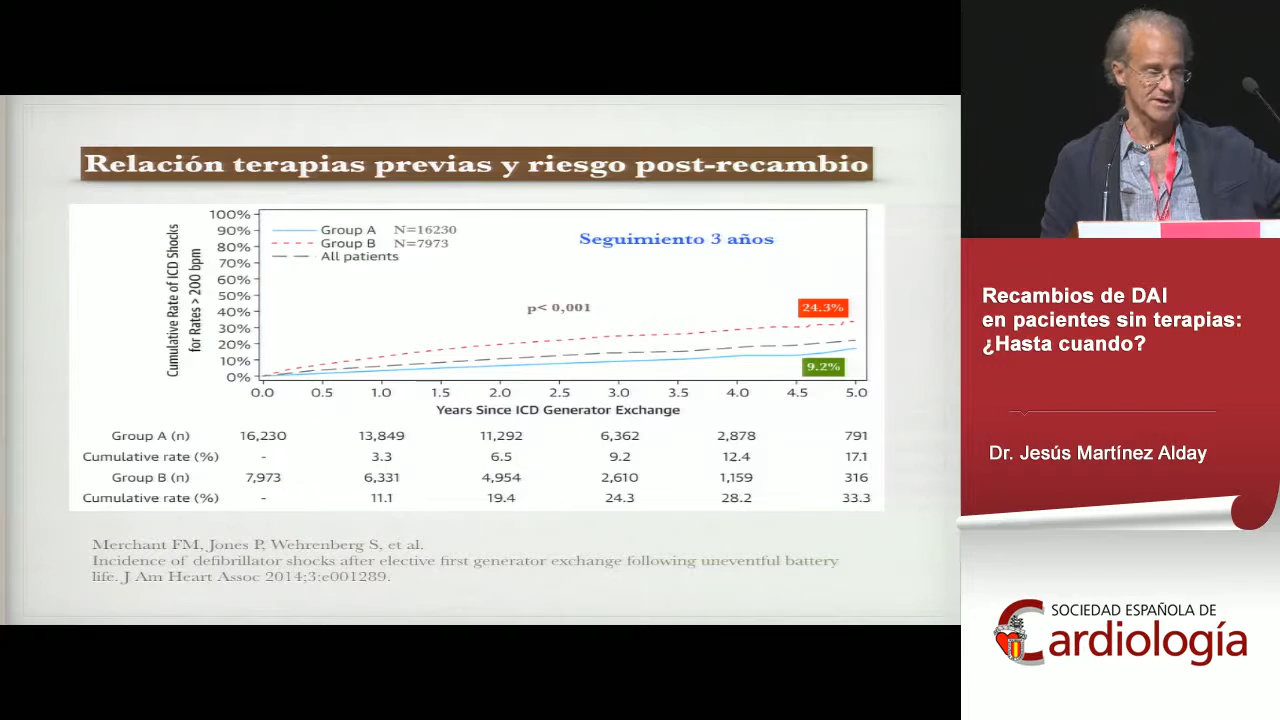 Relación terapias previas y riesgo post-recambio
Cumulative Rate of ICD Shocks
for Rates > 200 bpm
100%
90%
80%
70%
60%
50%
40%
30%
20%
10%
0%
Group A N=16230
Group B N=7973
All patients
Seguimiento 3 años
p< 0,001
24.3%
9.2%
0.0 0.5 1.0 1.5 2.0 2.5 3.0 3.5 4.0 4.5 5.0
Years Since ICD Generator Exchange
Group A (n) 16,230 13,849 11,292 6,362 2,878 791
Cumulative rate (%) - 3.3 6.5 9.2 12.4 17.1
Group B (n) 7,973 6,331 4,954 2,610 1,159 316
Cumulative rate (%) - 11.1 19.4 24.3 28.2 33.3
Merchant FM, Jones P, Wehrenberg S, et al.
Incidence of defibrillator shocks after elective first generator exchange following uneventful battery
life. J Am Heart Assoc 2014;3:e001289.
Recambios de DAI
en pacientes sin terapias:
¿Hasta cuando?
Dr. Jesús Martínez Alday
SOCIEDAD ESPAÑOLA DE
Cardiología